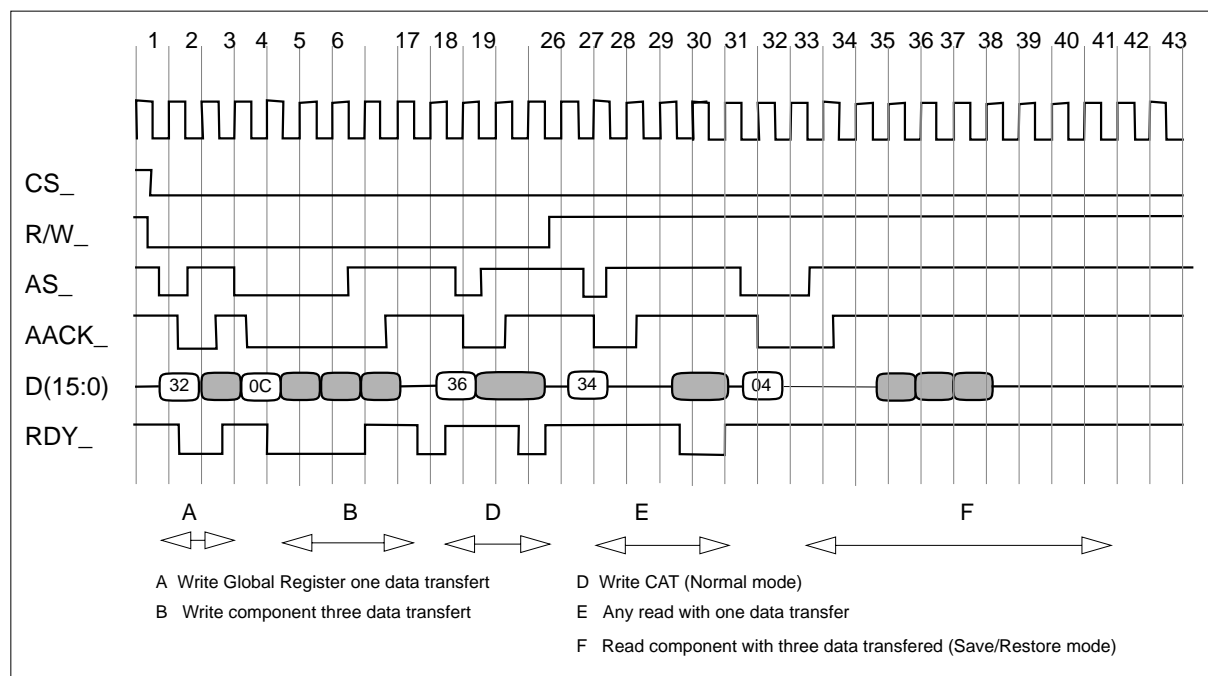 1 2 3 4 5 6 17 18 19 26 27 28 29 30 31 32 33 34 35 36 37 38 39 40 41 42 43
CS_
R/W_
AS_
AACK_
D(15:0) 32 0C 36 34 04
RDY_
A B D E F
A Write Global Register one data transfert
D Write CAT (Normal mode)
B Write component three data transfert
E Any read with one data transfer
F Read component with three data transfered (Save/Restore mode)